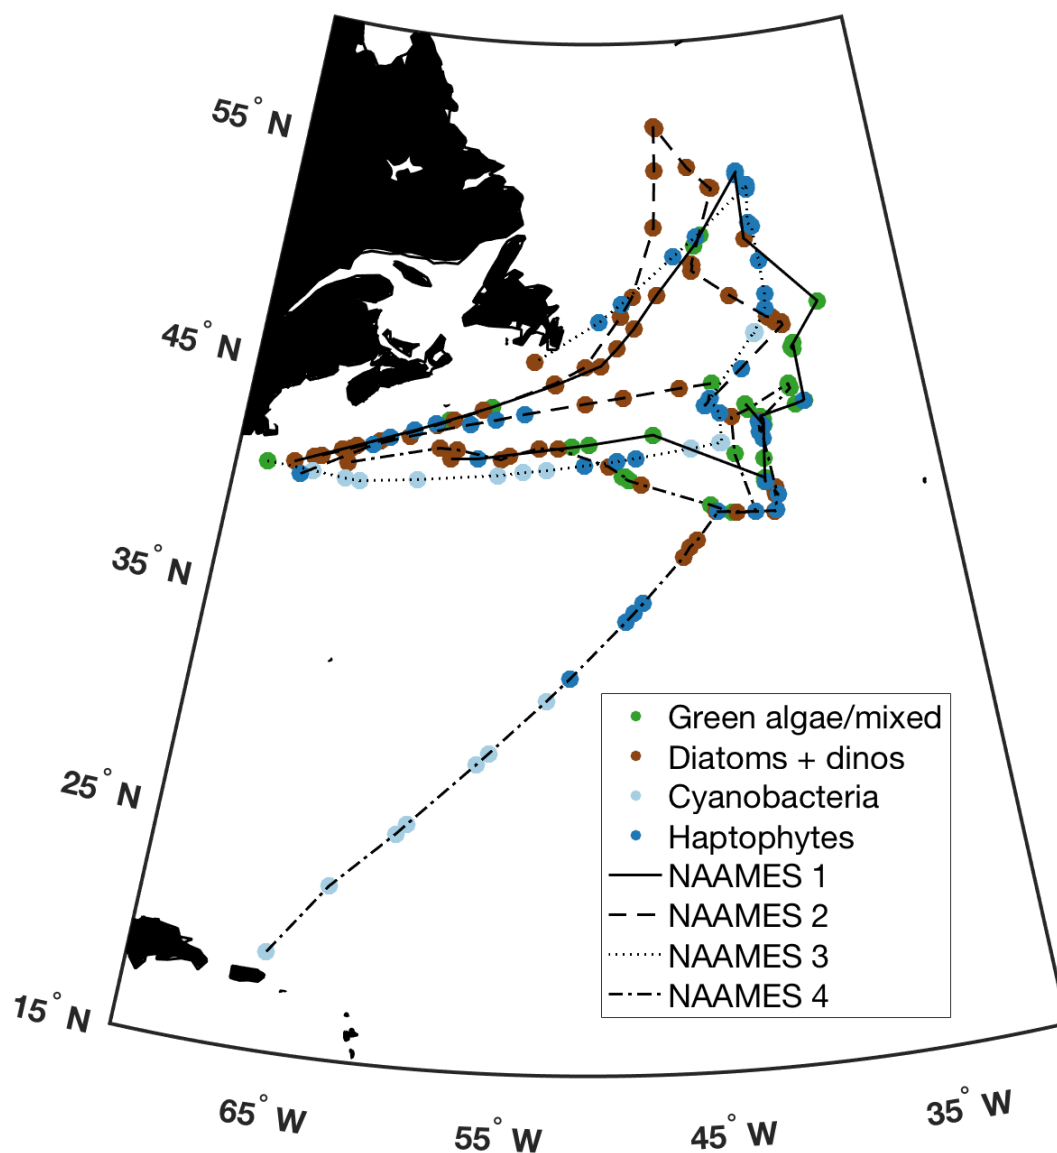 55° N
45° N
35° N
25° N
15° N
Green algae/mixed
Diatoms + dinos
Cyanobacteria
Haptophytes
NAAMES 1
NAAMES 2
NAAMES 3
NAAMES 4
65° W
55° W
45° W
35° W